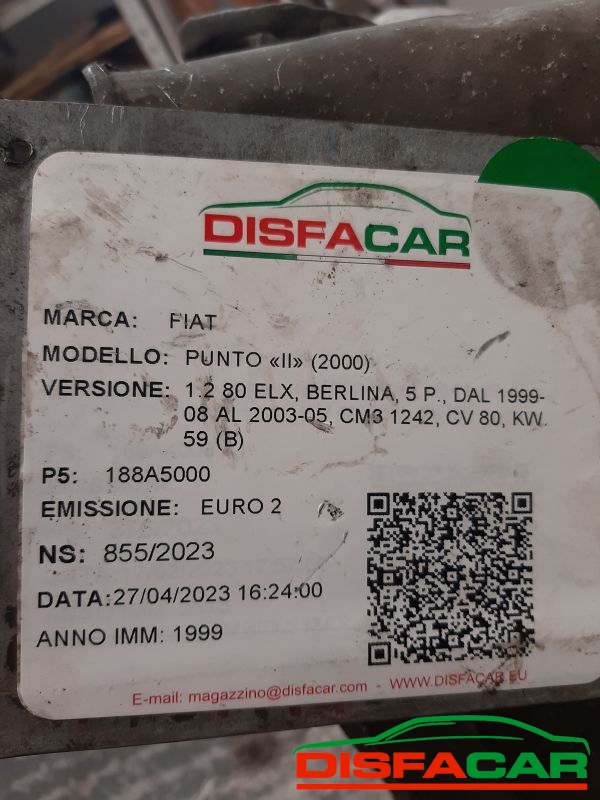 DISFACAR
MARCA: FIAT
MODELLO: PUNTO «II» (2000)
VERSIONE: 1.2 80 ELX, BERLINA, 5 P., DAL 1999-
08 AL 2003-05, CM3 1242, CV 80, KW.
59 (B)
P5: 188A5000
EMISSIONE: EURO 2
NS: 855/2023
DATA:27/04/2023 16:24:00
ANNO IMM: 1999
E-mail: magazzino@disfacar.com - WWW.DISFACAR.EU
DISFACAR